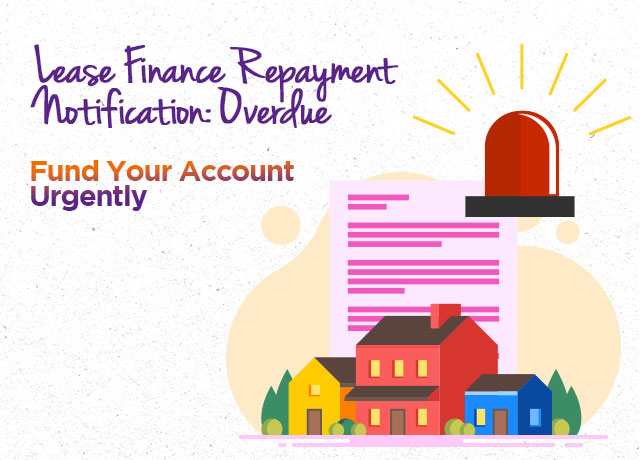 Lease Finance Repayment
Notification: Overdue
Fund Your Account
Urgently